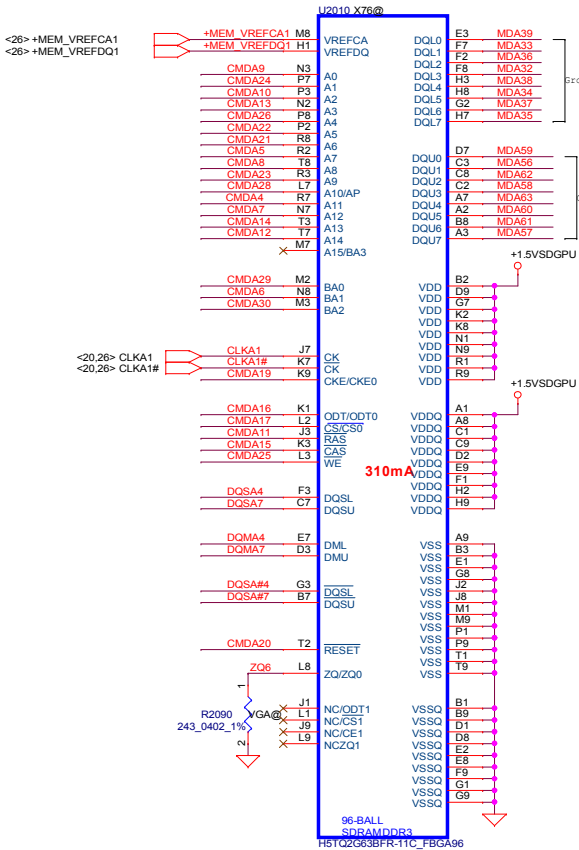 U2010 X76@
<26> +MEM_VREFCA1 +MEM_VREFCA1 M8 VREFCA
<26> +MEM_VREFDQ1 +MEM_VREFDQ1 H1 VREFDQ
CMDA9 N3 A0
CMDA24 P7 A1
CMDA10 P3 A2
CMDA13 N2 A3
CMDA26 P8 A4
CMDA22 P2 A5
CMDA21 R8 A6
CMDA5 R2 A7
CMDA8 T8 A8
CMDA23 R3 A9
CMDA28 L7 A10/AP
CMDA4 R7 A11
CMDA7 N7 A12
CMDA14 T3 A13
CMDA12 T7 A14
M7 A15/BA3
CMDA29 M2 BA0
CMDA6 N8 BA1
CMDA30 M3 BA2
<20,26> CLKA1 CLKA1 J7 CK
<20,26> CLKA1# CLKA1# K7 CK
CMDA19 K9 CKE/CKE0
CMDA16 K1 ODT/ODT0
CMDA17 L2 CS/CS0
CMDA11 J3 RAS
CMDA15 K3 CAS
CMDA25 L3 WE
DQSA4 F3 DQSL
DQSA7 C7 DQSU
DQMA4 E7 DML
DQMA7 D3 DMU
DQSA#4 G3 DQSL
DQSA#7 B7 DQSU
CMDA20 T2 RESET
ZQ6 L8 ZQ/ZQ0
1
R2090 VGA@
243_0402_1%
2
J1 NC/ODT1
L1 NC/CS1
J9 NC/CE1
L9 NCZQ1
DQL0 E3 MDA39
DQL1 F7 MDA33
DQL2 F2 MDA36
DQL3 F8 MDA32
DQL4 H3 MDA38
DQL5 H8 MDA34
DQL6 G2 MDA37
DQL7 H7 MDA35
DQU0 D7 MDA59
DQU1 C3 MDA56
DQU2 C8 MDA62
DQU3 C2 MDA58
DQU4 A7 MDA63
DQU5 A2 MDA60
DQU6 B8 MDA61
DQU7 A3 MDA57
+1.5VSDGPU
VDD B2
VDD D9
VDD G7
VDD K2
VDD K8
VDD N1
VDD N9
VDD R1
VDD R9
+1.5VSDGPU
VDDQ A1
VDDQ A8
VDDQ C1
VDDQ C9
VDDQ D2
310mA VDDQ E9
VDDQ F1
VDDQ H2
VDDQ H9
VSS A9
VSS B3
VSS E1
VSS G8
VSS J2
VSS J8
VSS M1
VSS M9
VSS P1
VSS P9
VSS T1
VSS T9
VSSQ B1
VSSQ B9
VSSQ D1
VSSQ D8
VSSQ E2
VSSQ E8
VSSQ F9
VSSQ G1
VSSQ G9
96-BALL
SDRAMDDR3
H5TQ2G63BFR-11C_FBGA96